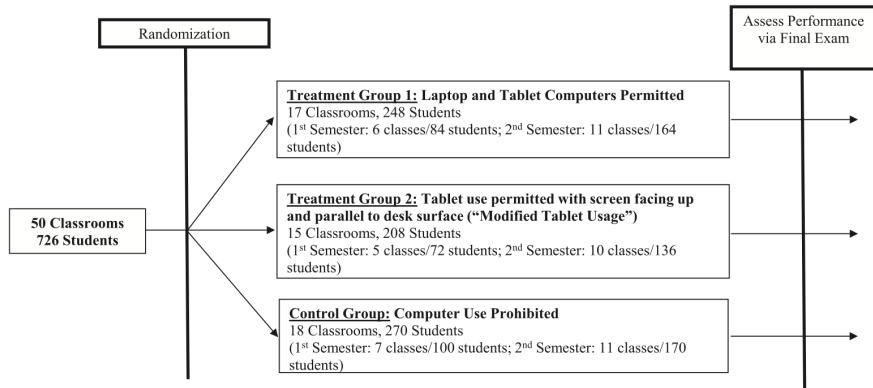 Randomization
Assess Performance
via Final Exam
Treatment Group 1: Laptop and Tablet Computers Permitted
17 Classrooms, 248 Students
(1st Semester: 6 classes/84 students; 2nd Semester: 11 classes/164
students)
50 Classrooms
726 Students
Treatment Group 2: Tablet use permitted with screen facing up
and parallel to desk surface (“Modified Tablet Usage”)
15 Classrooms, 208 Students
(1st Semester: 5 classes/72 students; 2nd Semester: 10 classes/136
students)
Control Group: Computer Use Prohibited
18 Classrooms, 270 Students
(1st Semester: 7 classes/100 students; 2nd Semester: 11 classes/170
students)